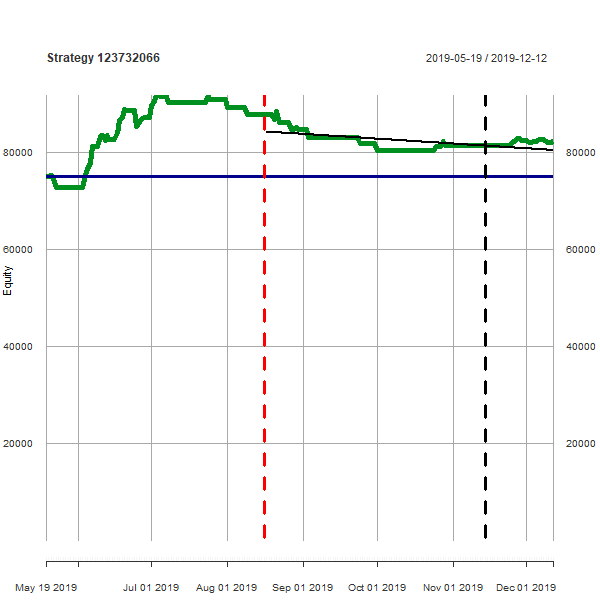 Strategy 123732066
2019-05-19 / 2019-12-12
80000 80000
60000 60000
Equity
40000 40000
20000 20000
May 19 2019 Jul 01 2019 Aug 01 2019 Sep 01 2019 Oct 01 2019 Nov 01 2019 Dec 01 2019